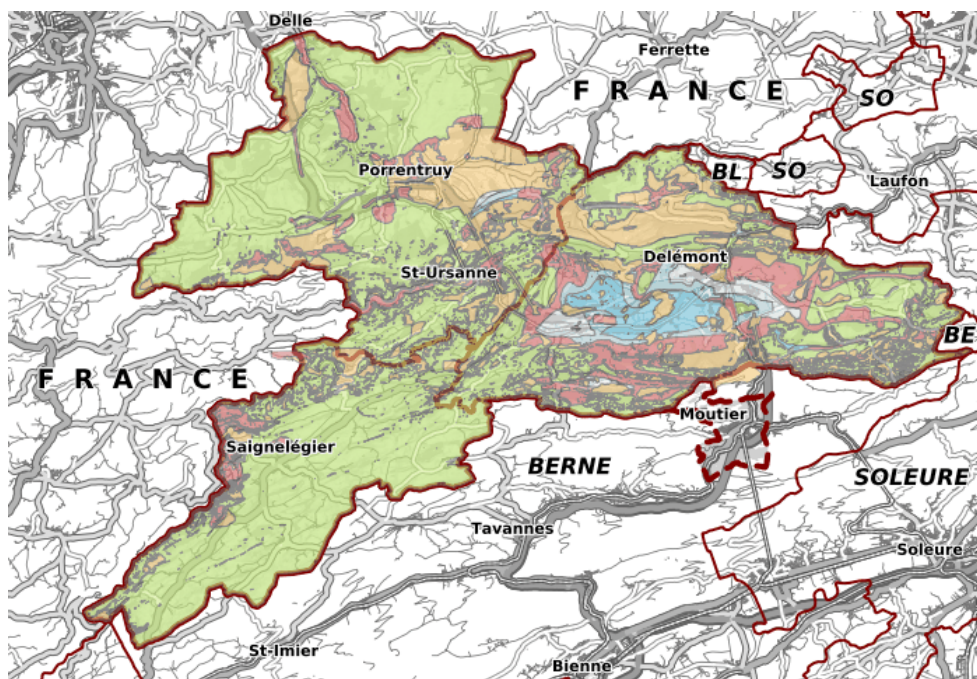 Delle
Ferrette
F R A N C E
SO
Porrentruy
BL
SO
Laufon
St-Ursanne
Delémont
BE
F R A N C E
Moutier
Saignelégier
BERNE
SOLEURE
Tavannes
Soleure
St-Imier
Bienne